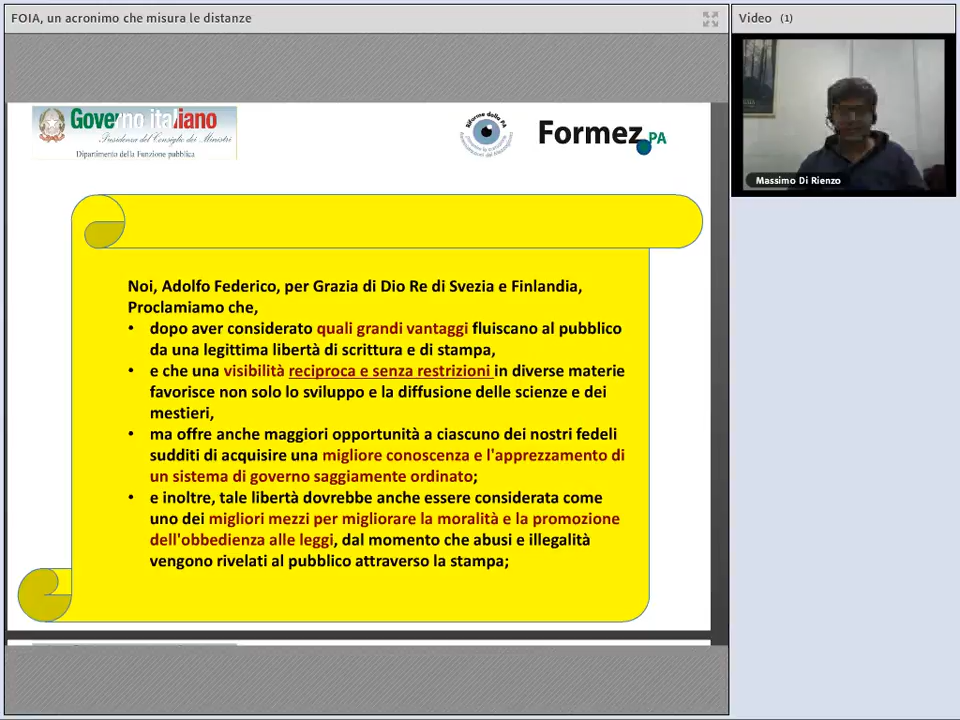 FOIA, un acronimo che misura le distanze
Video (1)
Massimo Di Rienzo
Governo italiano
Presidenza del Consiglio dei Ministri
Dipartimento della Funzione pubblica
Formez PA
Noi, Adolfo Federico, per Grazia di Dio Re di Svezia e Finlandia,
Proclamiamo che,
• dopo aver considerato quali grandi vantaggi fluiscano al pubblico
da una legittima libertà di scrittura e di stampa,
• e che una visibilità reciproca e senza restrizioni in diverse materie
favorisce non solo lo sviluppo e la diffusione delle scienze e dei
mestieri,
• ma offre anche maggiori opportunità a ciascuno dei nostri fedeli
sudditi di acquisire una migliore conoscenza e l'apprezzamento di
un sistema di governo saggiamente ordinato;
• e inoltre, tale libertà dovrebbe anche essere considerata come
uno dei migliori mezzi per migliorare la moralità e la promozione
dell'obbedienza alle leggi, dal momento che abusi e illegalità
vengono rivelati al pubblico attraverso la stampa;